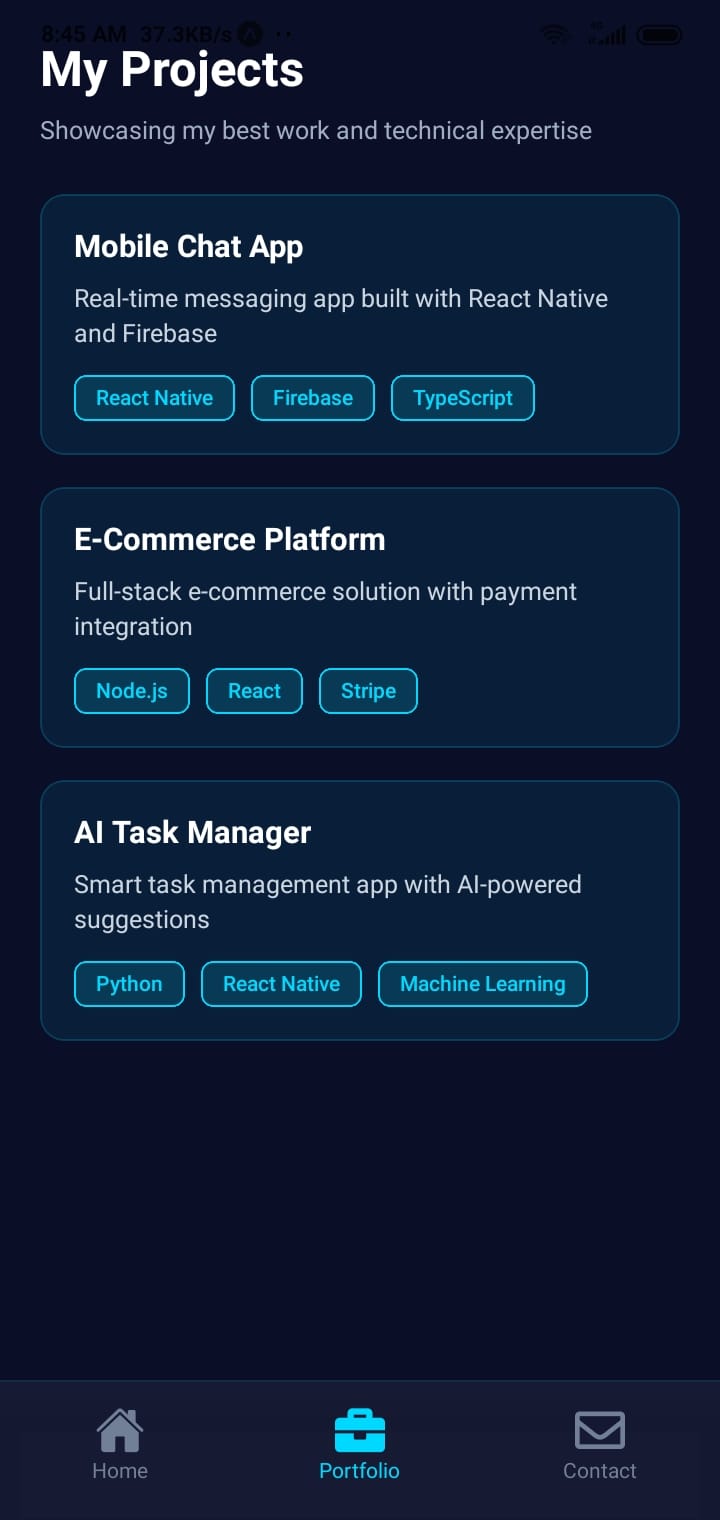 8:45 AM 37.3KB/s
4G
My Projects
Showcasing my best work and technical expertise
Mobile Chat App
Real-time messaging app built with React Native
and Firebase
React Native Firebase TypeScript
E-Commerce Platform
Full-stack e-commerce solution with payment
integration
Node.js React Stripe
AI Task Manager
Smart task management app with AI-powered
suggestions
Python React Native Machine Learning
Home Portfolio Contact